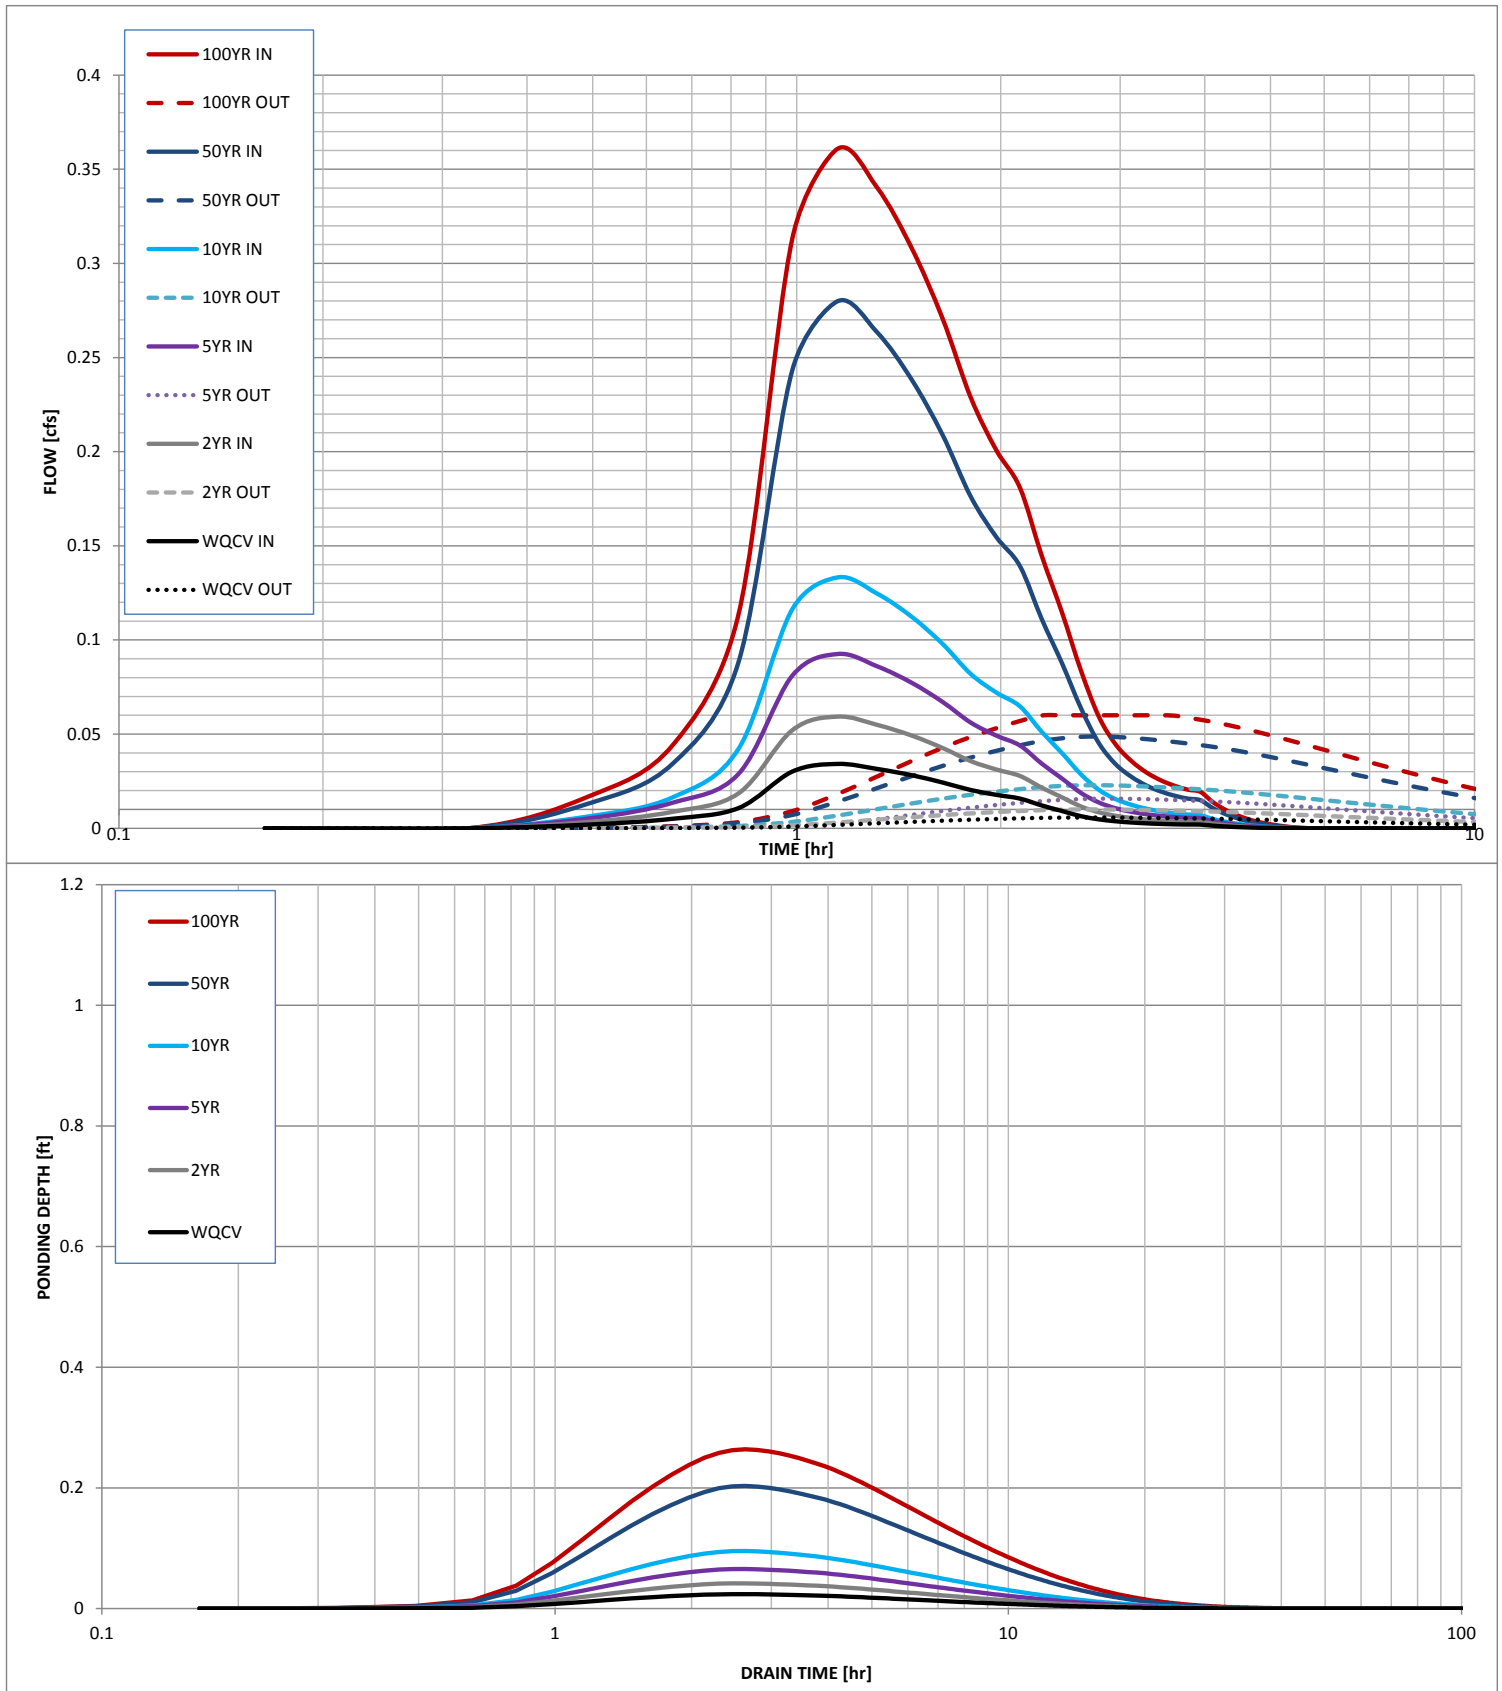 100YR IN
100YR OUT
50YR IN
50YR OUT
10YR IN
10YR OUT
5YR IN
5YR OUT
2YR IN
2YR OUT
WQCV IN
WQCV OUT
0.4
0.35
0.3
0.25
0.2
0.15
0.1
0.05
0
FLOW [cfs]
0.1
1
10
TIME [hr]
100YR
50YR
10YR
5YR
2YR
WQCV
1.2
1
0.8
0.6
0.4
0.2
0
PONDING DEPTH [ft]
0.1
1
10
100
DRAIN TIME [hr]